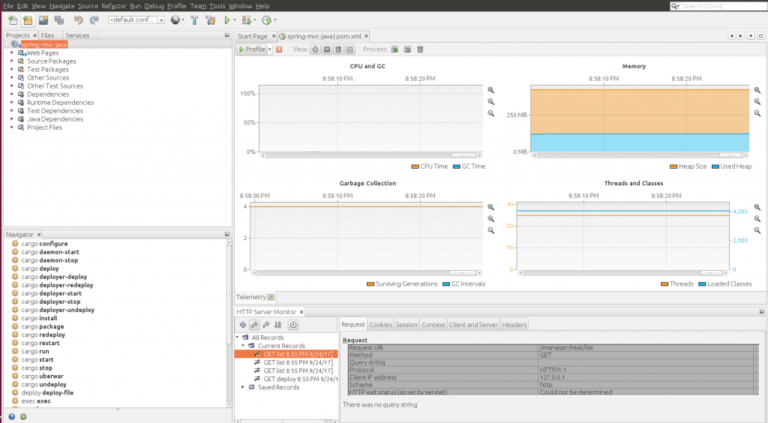 File Edit View Navigate Source Refactor Run Debug Profile Team Tools Window Help
Search (Ctrl+I)
<default conf...
Projects Files Services
spring-mvc-java
Web Pages
Source Packages
Test Packages
Other Sources
Other Test Sources
Dependencies
Runtime Dependencies
Test Dependencies
Java Dependencies
Project Files
Navigator
cargo configure
cargo daemon-start
cargo daemon-stop
cargo deploy
cargo deployer-deploy
cargo deployer-redeploy
cargo deployer-start
cargo deployer-stop
cargo deployer-undeploy
cargo install
cargo package
cargo redeploy
cargo restart
cargo run
cargo start
cargo stop
cargo uberwar
cargo undeploy
deploy deploy-file
exec exec
Start Page spring-mvc-java [pom.xml]
Profile View: Process:
CPU and GC
8:58:10 PM 8:58:20 PM
100%
50%
0%
CPU Time GC Time
Memory
8:58:10 PM 8:58:20 PM
250 MB
0 MB
Heap Size Used Heap
Garbage Collection
8:58:00 PM 8:58:10 PM 8:58:20 PM
4
2
0
Surviving Generations GC Intervals
Threads and Classes
8:58:10 PM 8:58:20 PM
30
20
10
0
4,000
2,000
0
Threads Loaded Classes
Telemetry
HTTP Server Monitor
All Records
Current Records
GET list 8:55 PM 9/24/17]
GET list 8:55 PM 9/24/17]
GET list 8:55 PM 9/24/17]
GET deploy 8:55 PM 9/24/
Saved Records
Request Cookies Session Context Client and Server Headers
Request
Request URI /manager/text/list
Method GET
Query string
Protocol HTTP/1.1
Client IP address 127.0.0.1
Scheme http
HTTP exit status (as set by servlet) Could not be determined
There was no query string